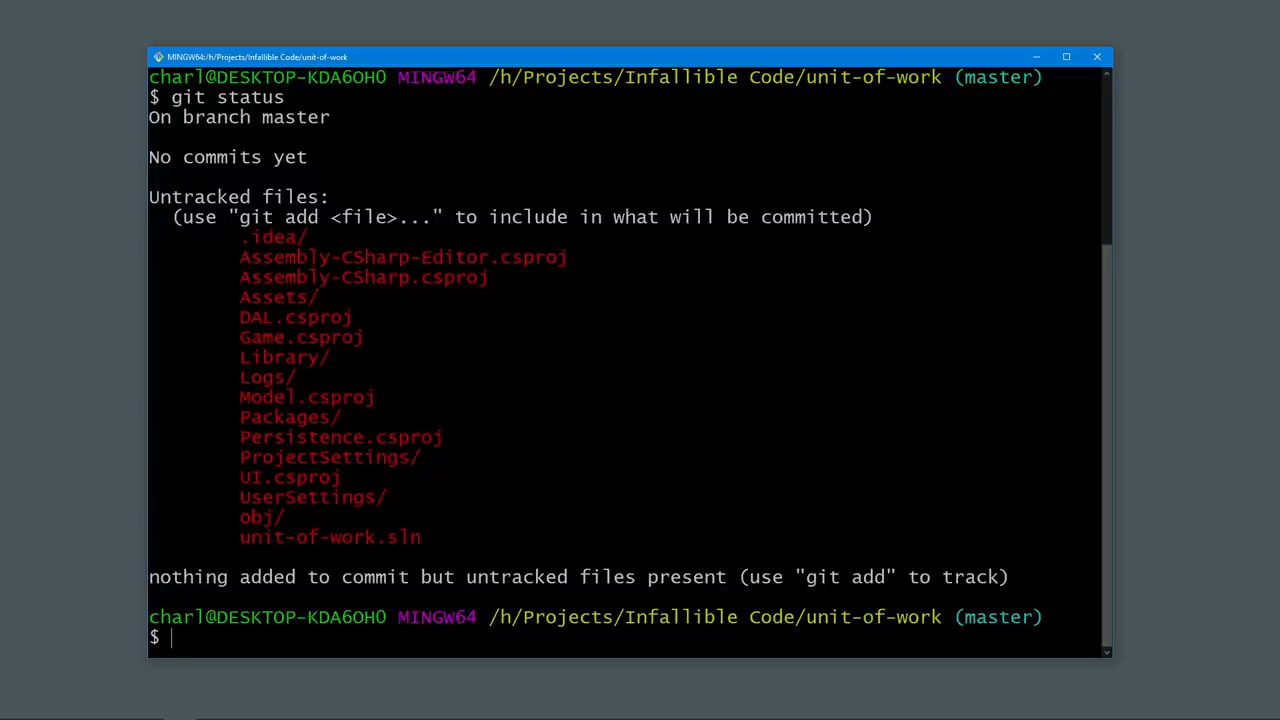 MINGW64:/h/Projects/Infallible Code/unit-of-work
charl@DESKTOP-KDA6OHO MINGW64 /h/Projects/Infallible Code/unit-of-work (master)
$ git status
On branch master
No commits yet
Untracked files:
(use "git add <file>..." to include in what will be committed)
.idea/
Assembly-CSharp-Editor.csproj
Assembly-CSharp.csproj
Assets/
DAL.csproj
Game.csproj
Library/
Logs/
Model.csproj
Packages/
Persistence.csproj
ProjectSettings/
UI.csproj
UserSettings/
obj/
unit-of-work.sln
nothing added to commit but untracked files present (use "git add" to track)
charl@DESKTOP-KDA6OHO MINGW64 /h/Projects/Infallible Code/unit-of-work (master)
$